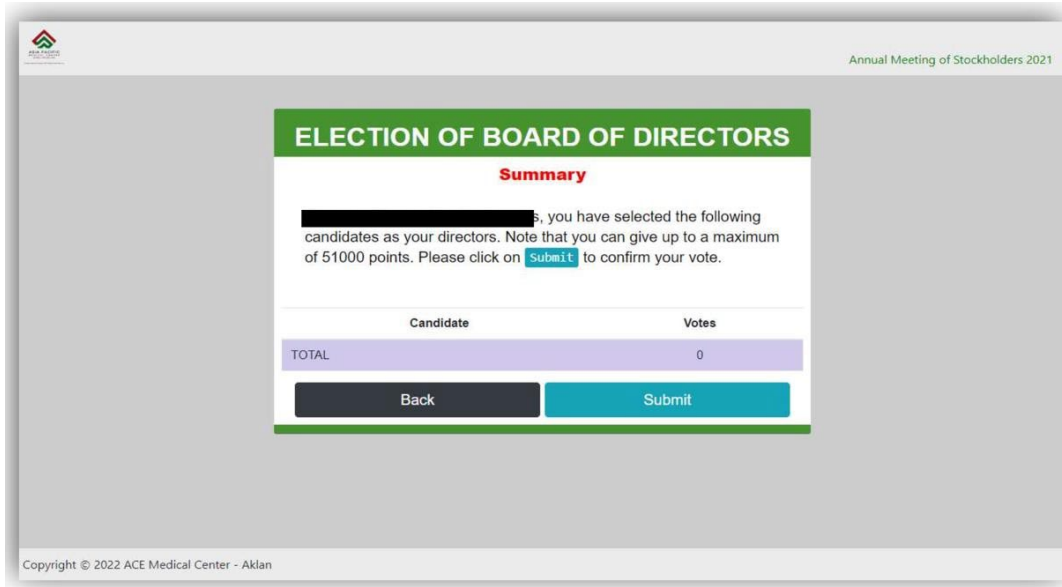 ASIA PACIFIC
Annual Meeting of Stockholders 2021
ELECTION OF BOARD OF DIRECTORS
Summary
s, you have selected the following
candidates as your directors. Note that you can give up to a maximum
of 51000 points. Please click on Submit to confirm your vote.
Candidate Votes
TOTAL 0
Back Submit
Copyright © 2022 ACE Medical Center - Aklan